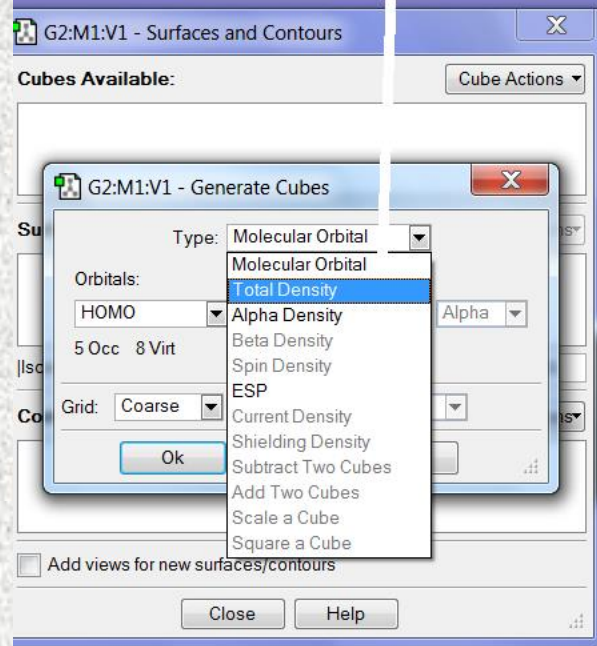 G2:M1:V1 - Surfaces and Contours
Cubes Available:
Cube Actions
G2:M1:V1 - Generate Cubes
Su
Type: Molecular Orbital
Molecular Orbital
Orbitals:
Total Density
HOMO
Alpha Density
Alpha
5 Occ 8 Virt
Beta Density
Spin Density
ESP
Co
Grid: Coarse
Current Density
Shielding Density
Ok
Subtract Two Cubes
Add Two Cubes
Scale a Cube
Square a Cube
Add views for new surfaces/contours
Close
Help